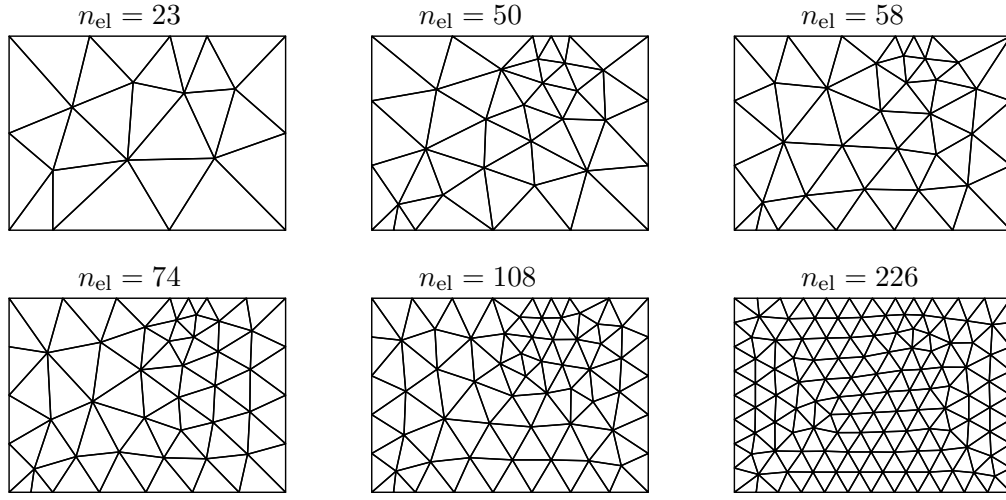 n_el = 23
n_el = 50
n_el = 58
n_el = 74
n_el = 108
n_el = 226